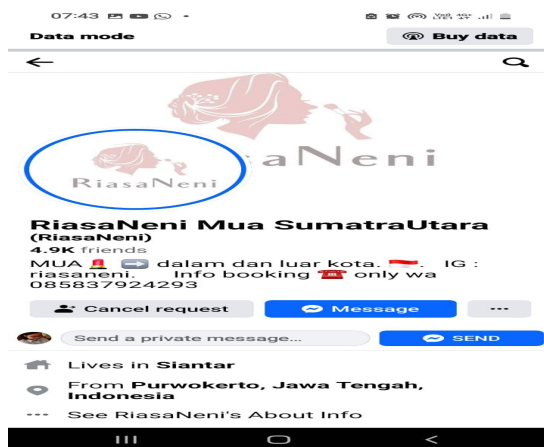 07:43
Data mode
Buy data
aNeni
RiasaNeni
RiasaNeni Mua SumatraUtara
(RiasaNeni)
4.9K friends
MUA 💄 ➡️ dalam dan luar kota. 🇮🇩. IG :
riasaneni. Info booking ☎️ only wa
085837924293
Cancel request
Message
Send a private message...
SEND
Lives in Siantar
From Purwokerto, Jawa Tengah,
Indonesia
See RiasaNeni's About Info